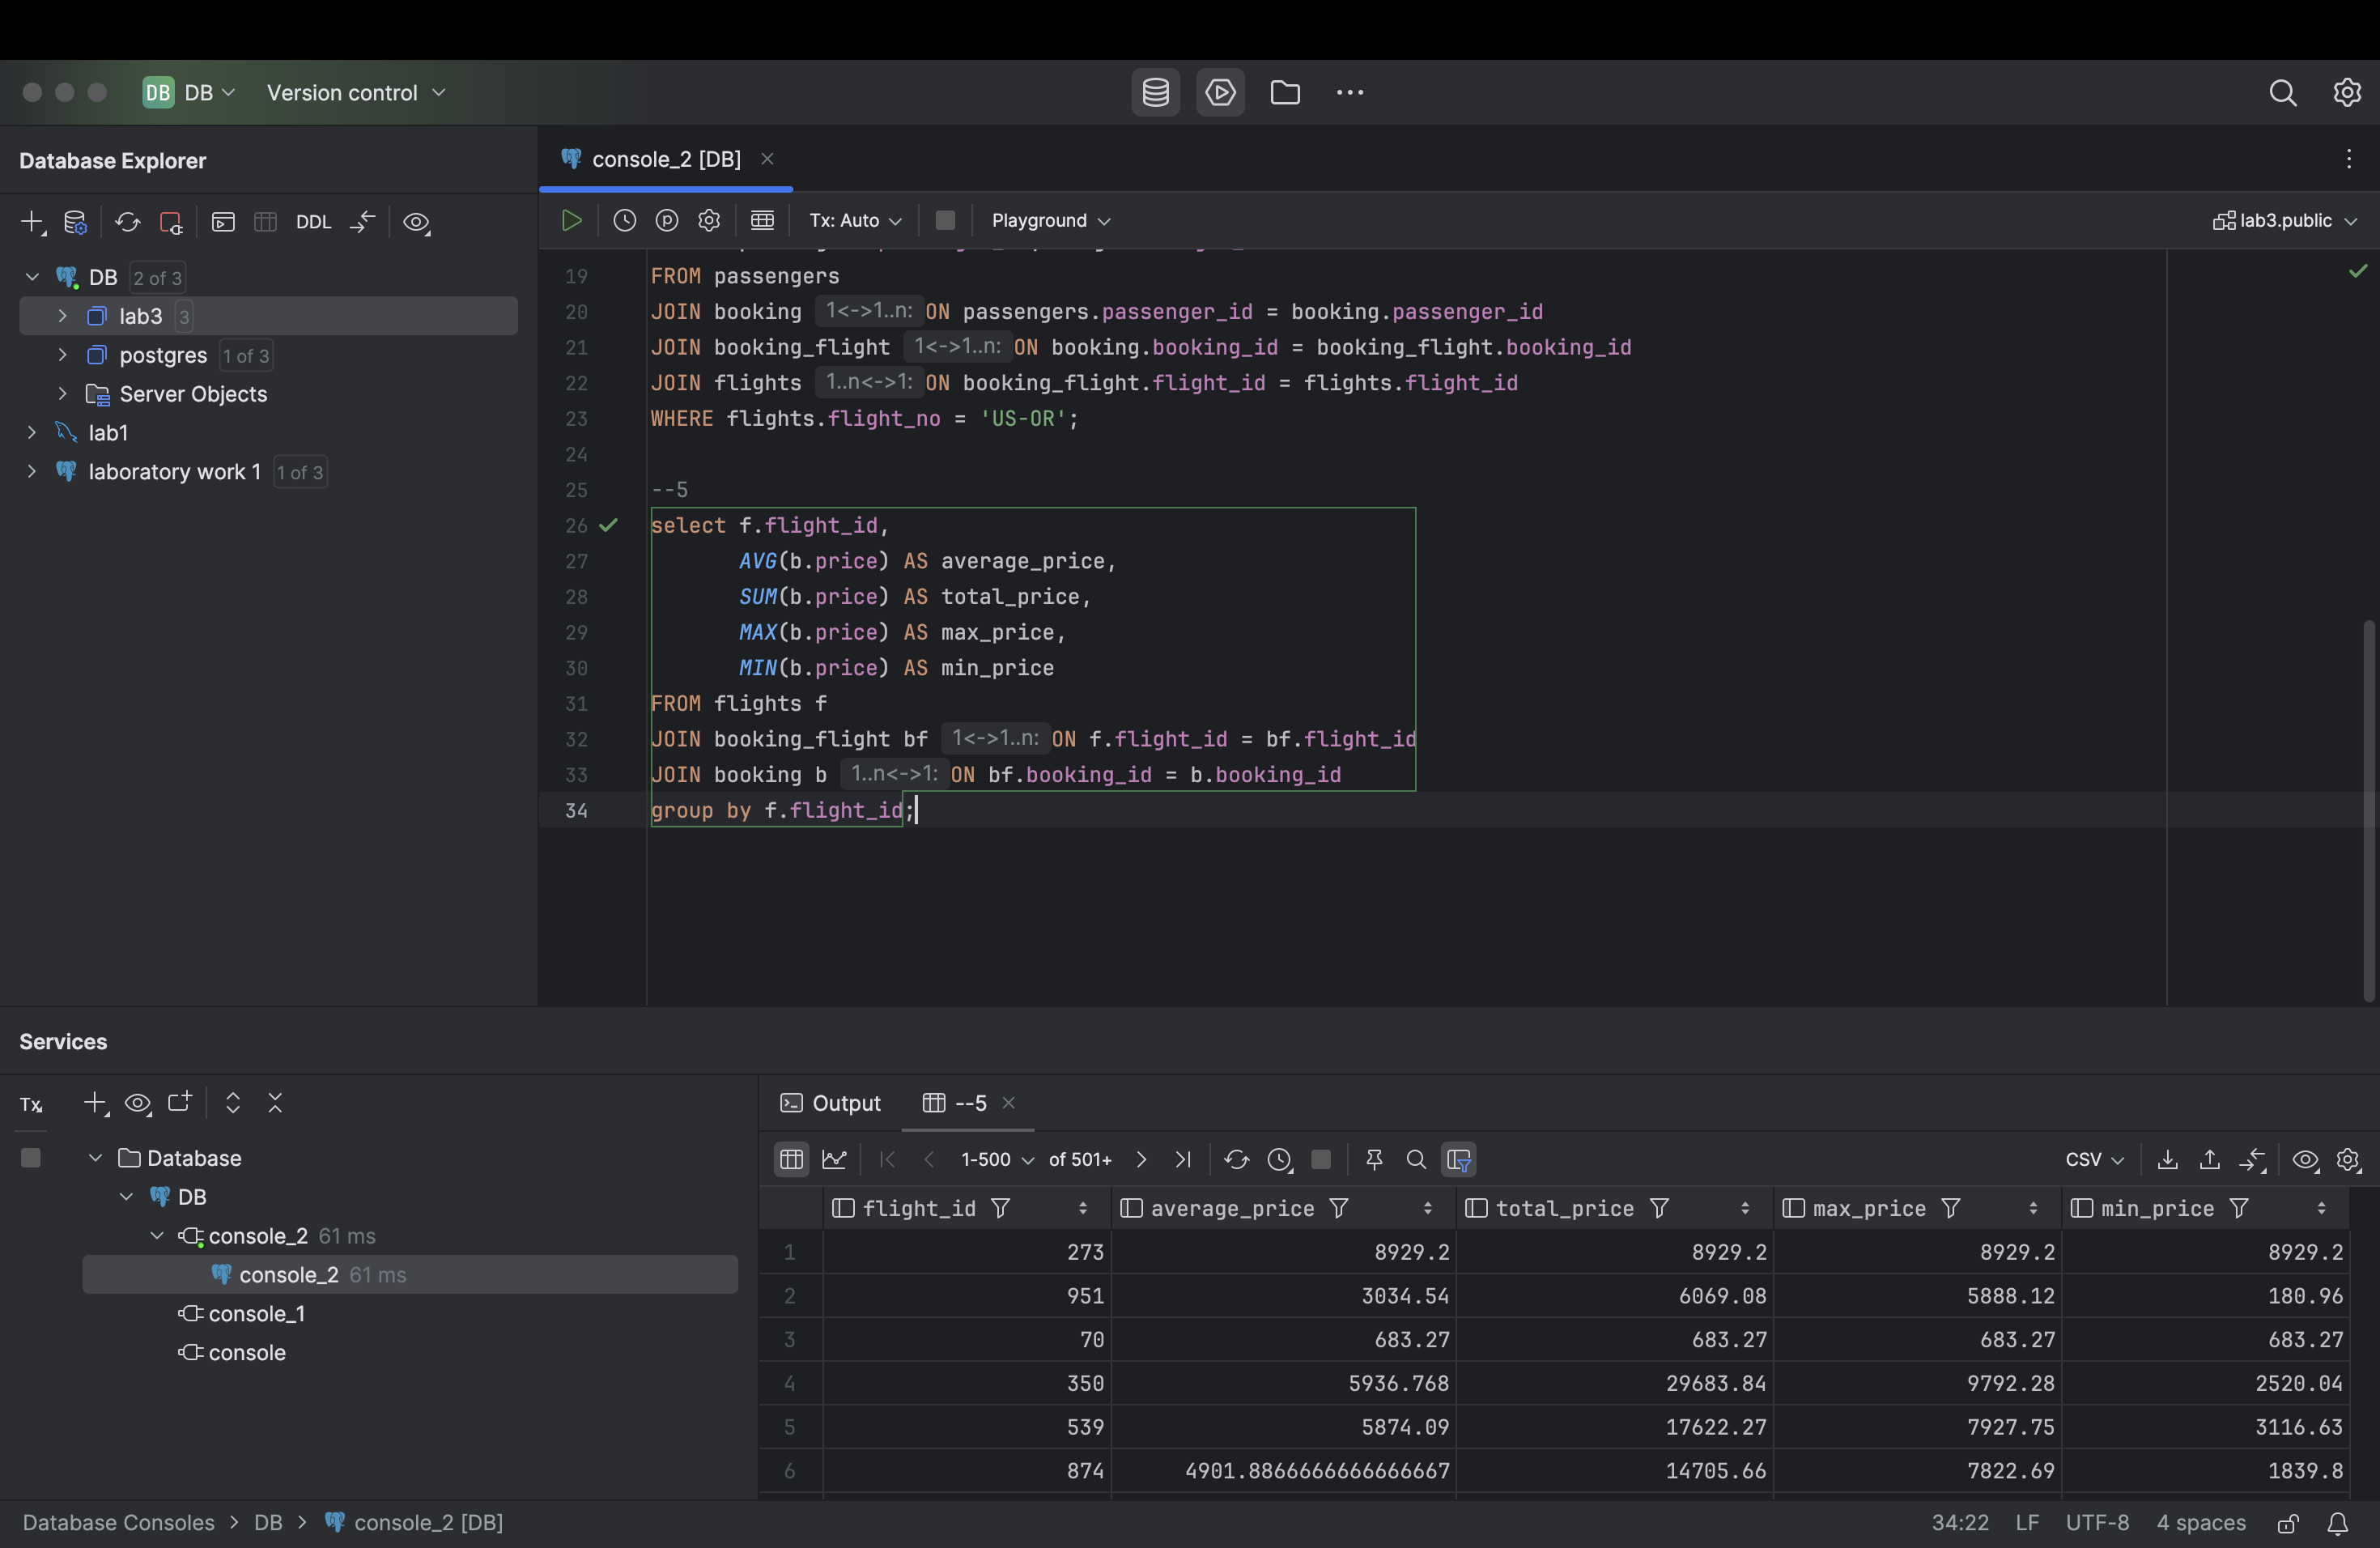 DB DB Version control
Database Explorer
DDL
DB 2 of 3
lab3 3
postgres 1 of 3
Server Objects
lab1
laboratory work 1 1 of 3
console_2 [DB]
Tx: Auto Playground lab3.public
19 FROM passengers
20 JOIN booking 1<->1..n: ON passengers.passenger_id = booking.passenger_id
21 JOIN booking_flight 1<->1..n: ON booking.booking_id = booking_flight.booking_id
22 JOIN flights 1..n<->1: ON booking_flight.flight_id = flights.flight_id
23 WHERE flights.flight_no = 'US-OR';
24
25 --5
26 select f.flight_id,
27 AVG(b.price) AS average_price,
28 SUM(b.price) AS total_price,
29 MAX(b.price) AS max_price,
30 MIN(b.price) AS min_price
31 FROM flights f
32 JOIN booking_flight bf 1<->1..n: ON f.flight_id = bf.flight_id
33 JOIN booking b 1..n<->1: ON bf.booking_id = b.booking_id
34 group by f.flight_id;
Services
Tx
Database
DB
console_2 61 ms
console_2 61 ms
console_1
console
Output --5
1-500 of 501+ CSV
flight_id average_price total_price max_price min_price
1 273 8929.2 8929.2 8929.2 8929.2
2 951 3034.54 6069.08 5888.12 180.96
3 70 683.27 683.27 683.27 683.27
4 350 5936.768 29683.84 9792.28 2520.04
5 539 5874.09 17622.27 7927.75 3116.63
6 874 4901.8866666666666667 14705.66 7822.69 1839.8
Database Consoles > DB > console_2 [DB]
34:22 LF UTF-8 4 spaces